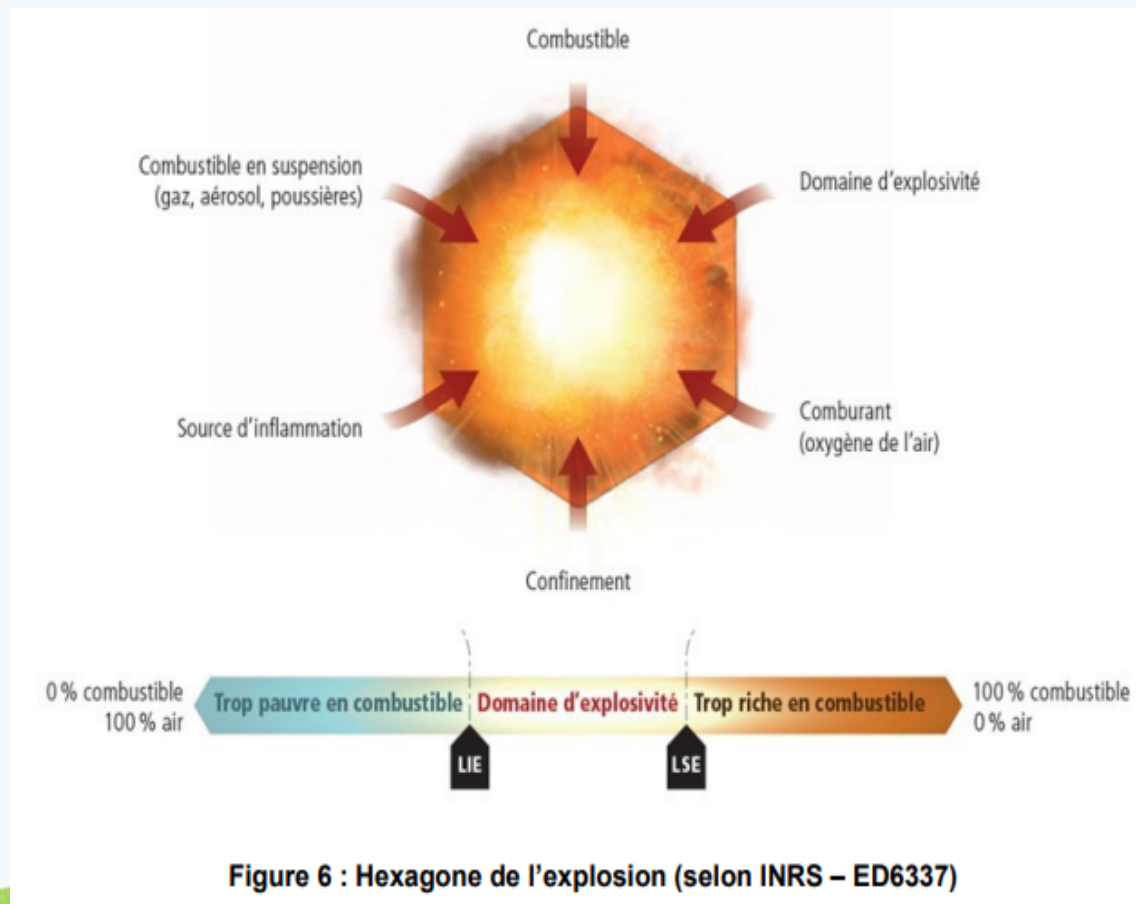 Combustible
Combustible en suspension
(gaz, aérosol, poussières)
Domaine d'explosivité
Source d'inflammation
Comburant
(oxygène de l'air)
Confinement
0 % combustible
100 % air
Trop pauvre en combustible
Domaine d'explosivité
Trop riche en combustible
100 % combustible
0 % air
LIE
LSE
Figure 6 : Hexagone de l'explosion (selon INRS – ED6337)